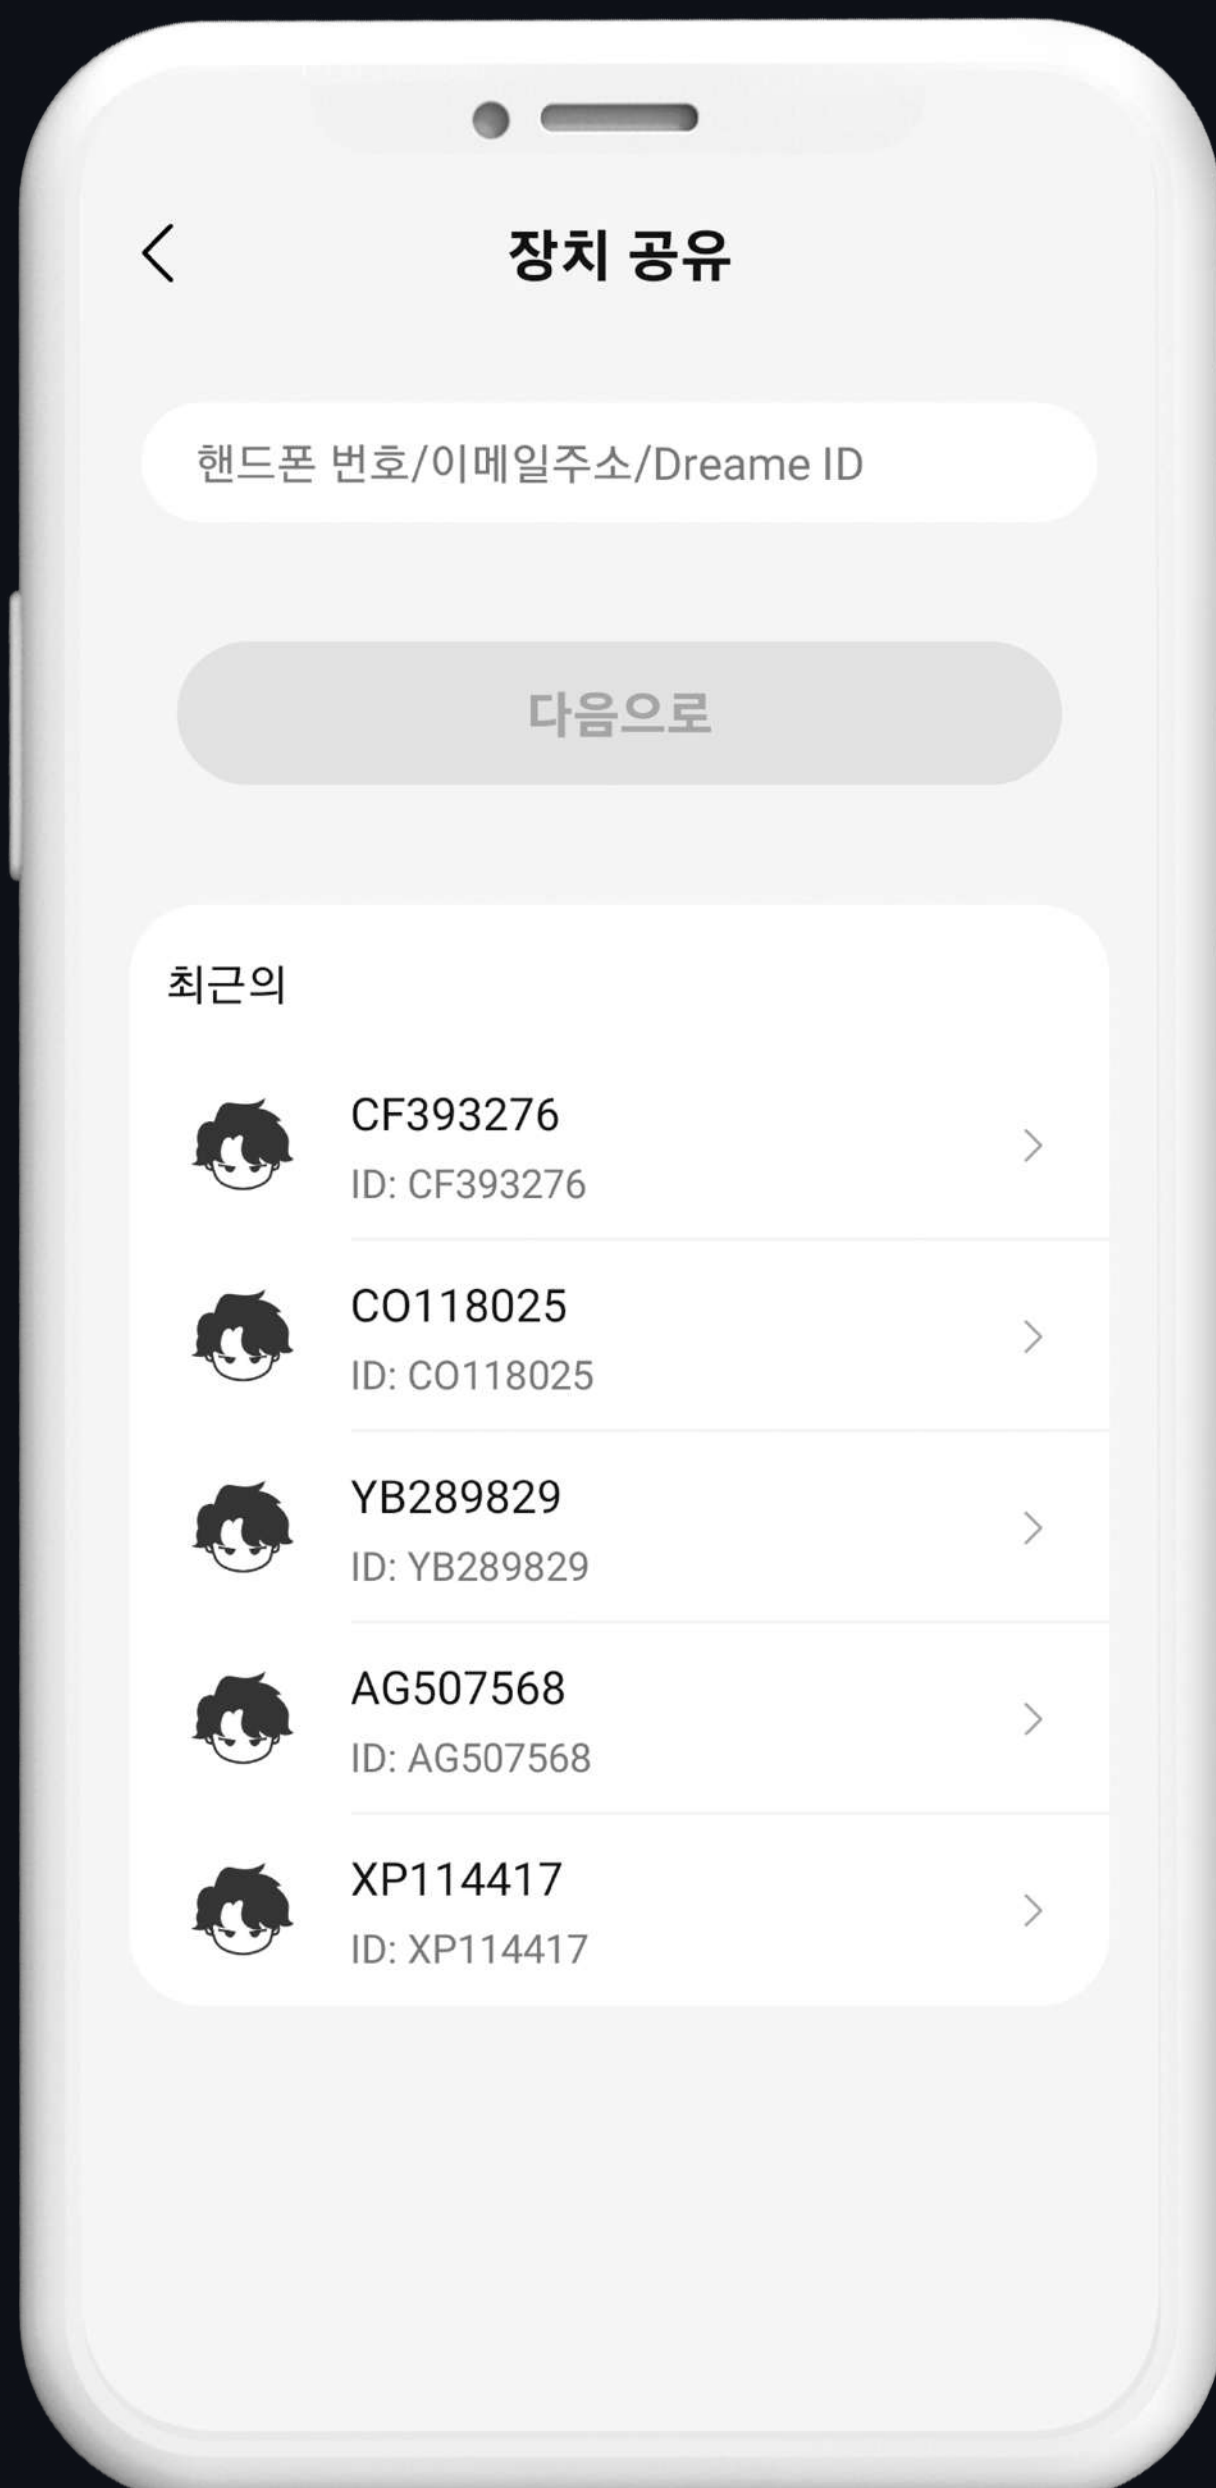 장치 공유
핸드폰 번호/이메일주소/Dreame ID
다음으로
최근의
CF393276
ID: CF393276
CO118025
ID: CO118025
YB289829
ID: YB289829
AG507568
ID: AG507568
XP114417
ID: XP114417